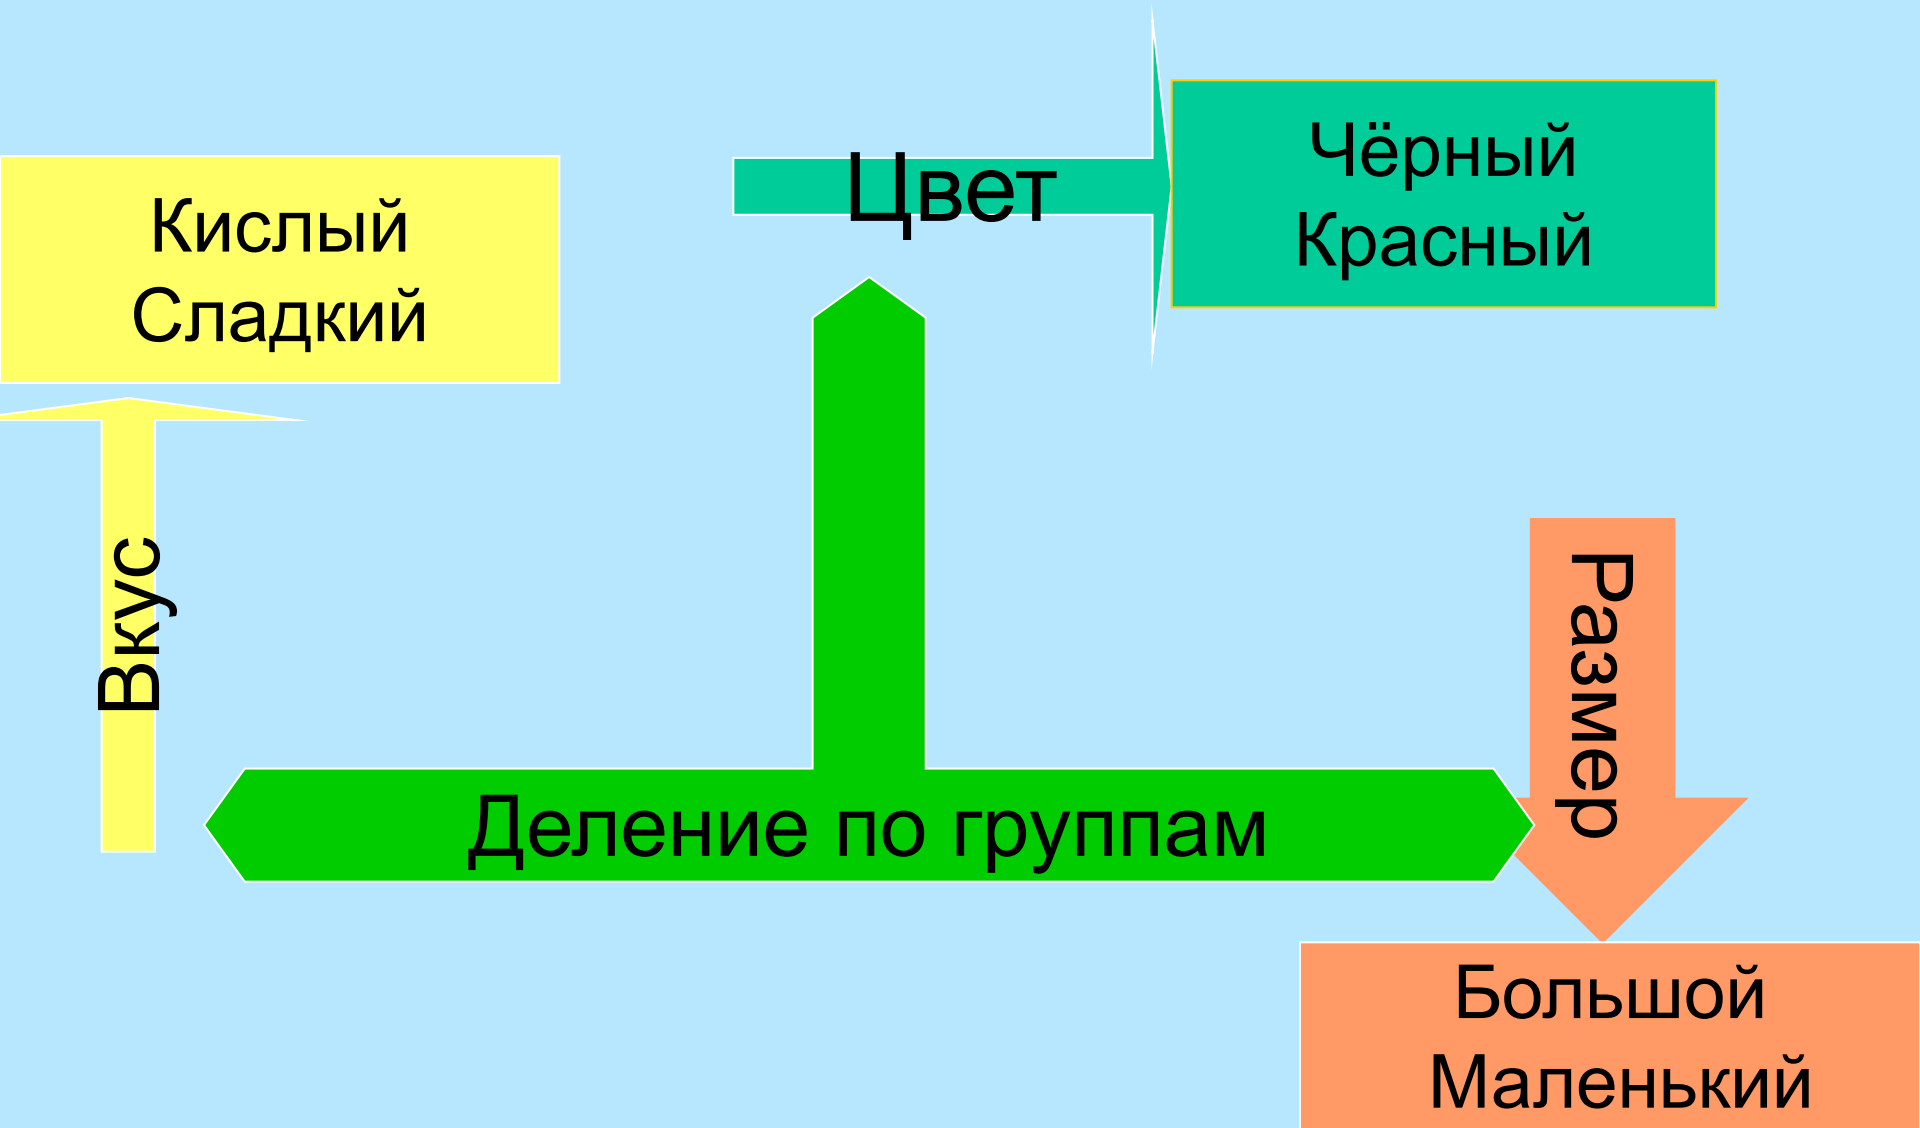 Цвет
Чёрный
Красный
Кислый
Сладкий
Вкус
Размер
Деление по группам
Большой
Маленький